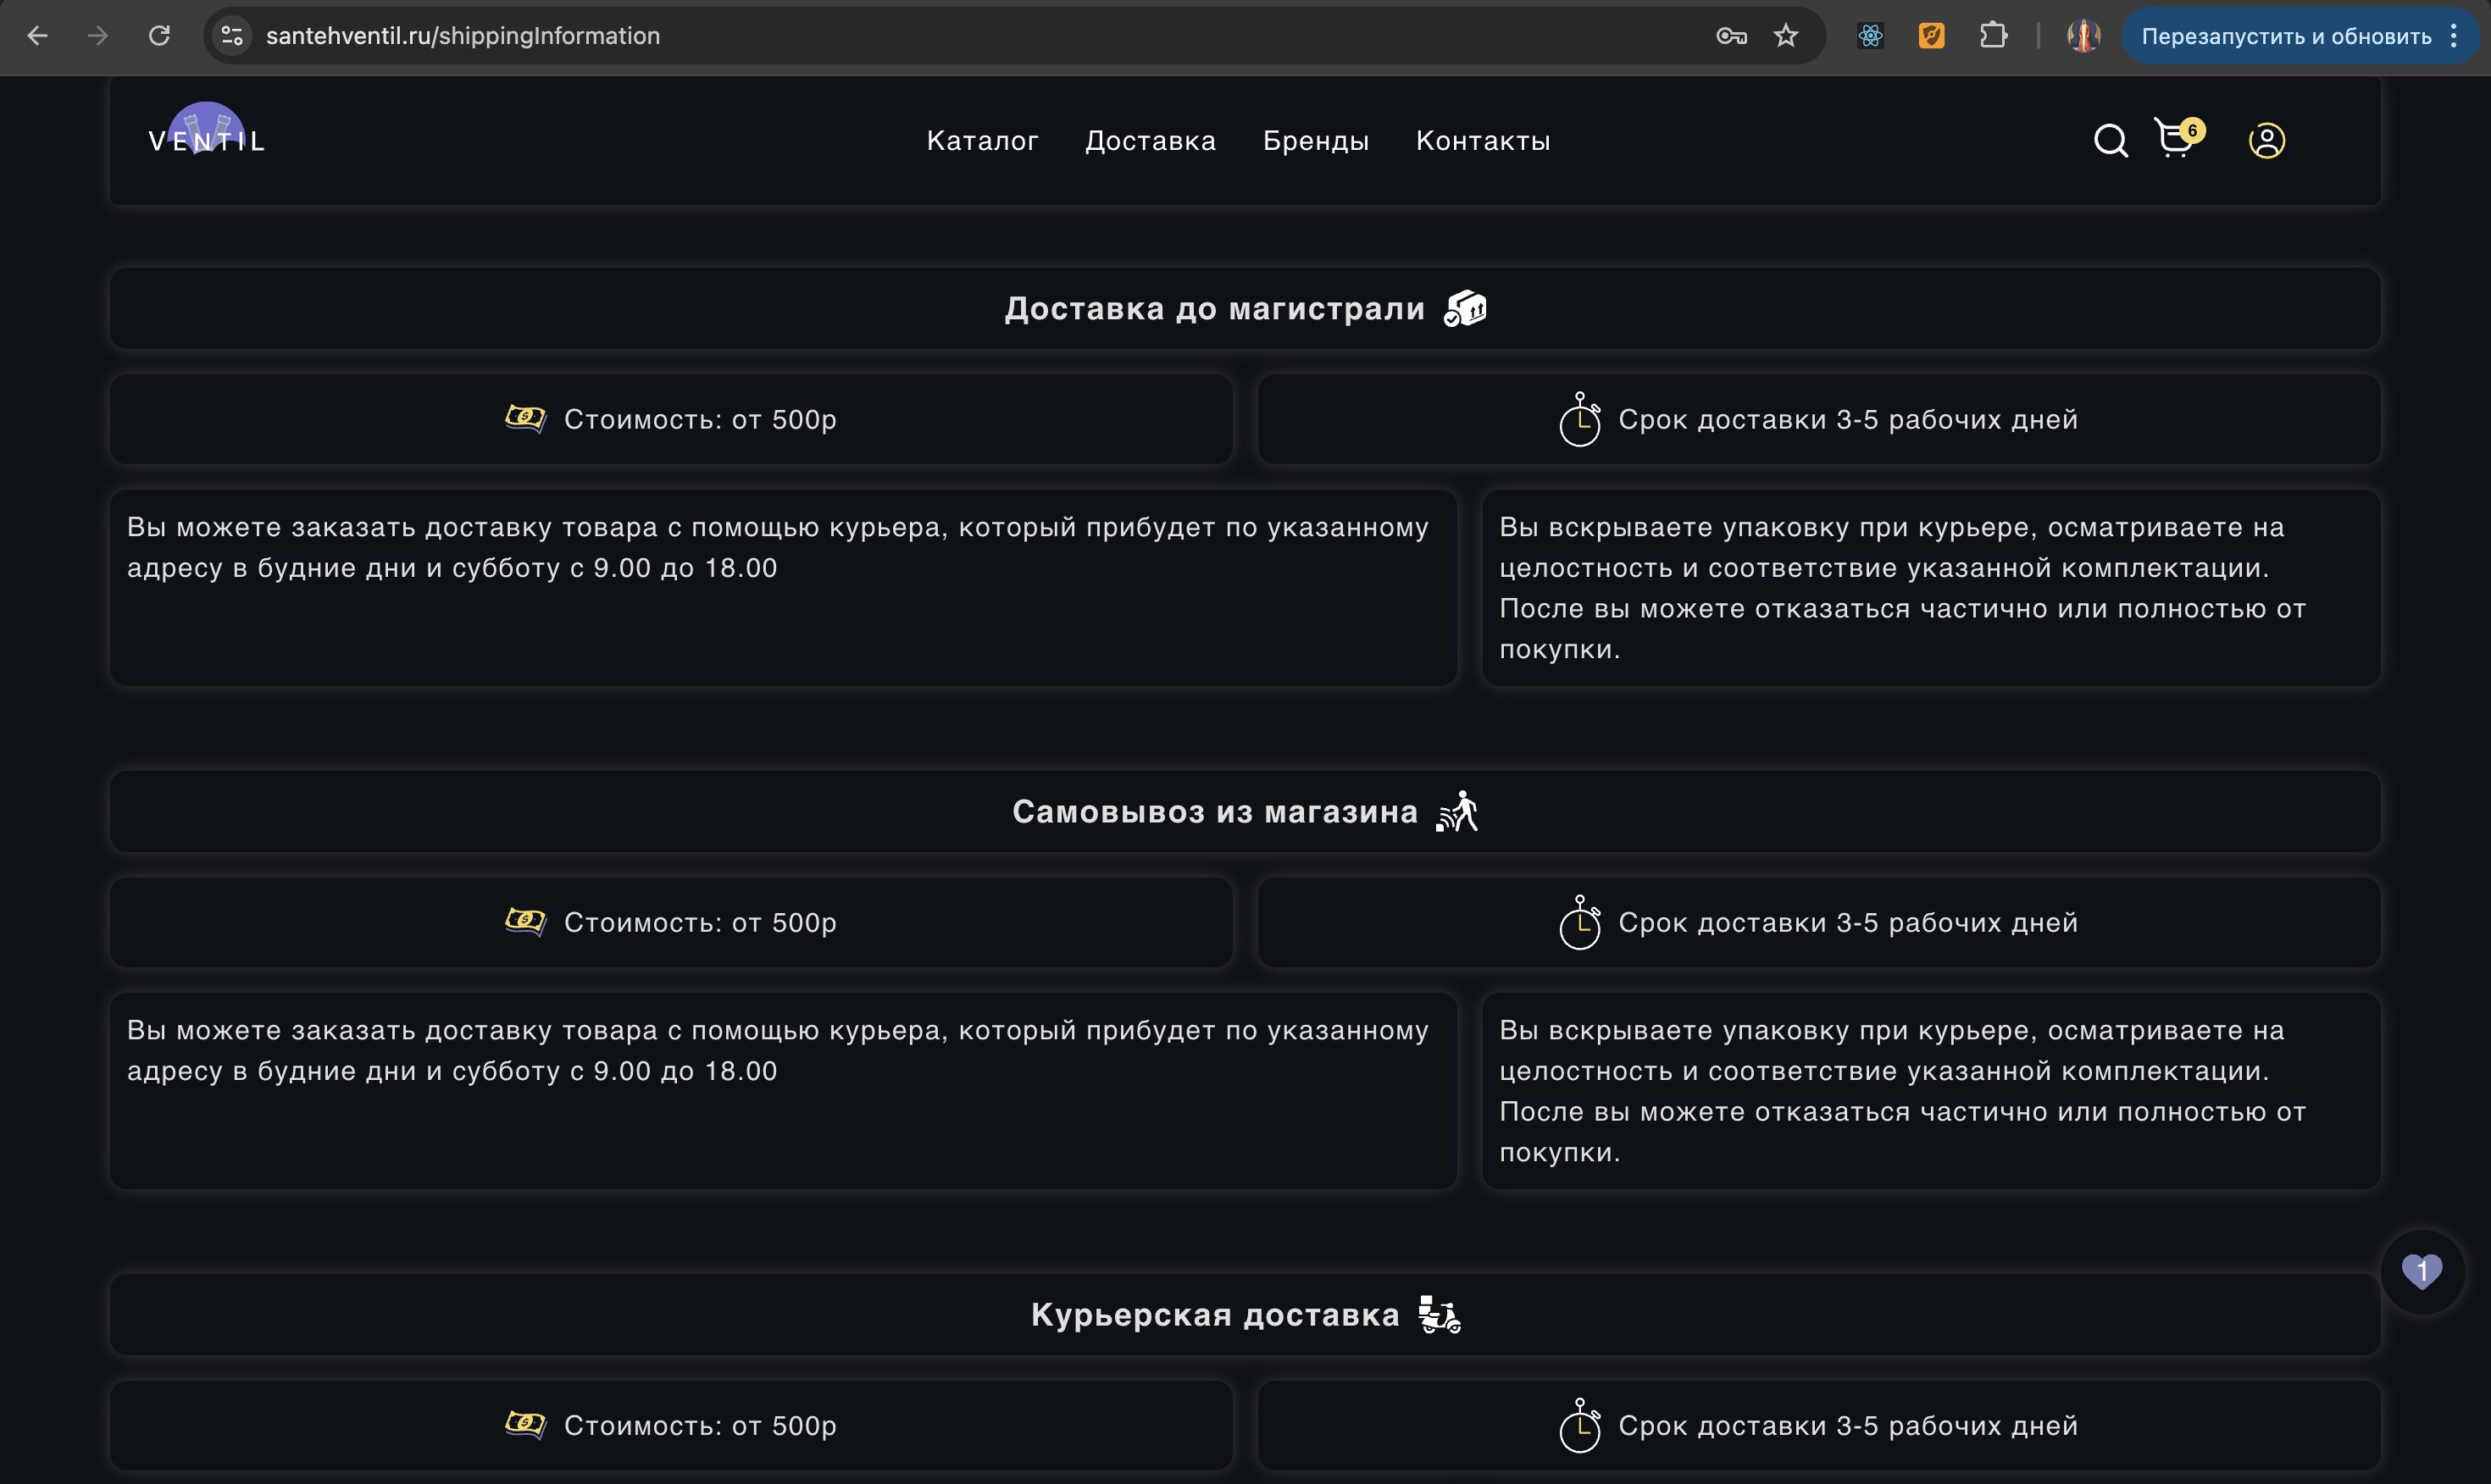 santehventil.ru/shippingInformation
Перезапустить и обновить
VENTIL
Каталог Доставка Бренды Контакты
6
Доставка до магистрали
Стоимость: от 500р
Срок доставки 3-5 рабочих дней
Вы можете заказать доставку товара с помощью курьера, который прибудет по указанному
адресу в будние дни и субботу с 9.00 до 18.00
Вы вскрываете упаковку при курьере, осматриваете на
целостность и соответствие указанной комплектации.
После вы можете отказаться частично или полностью от
покупки.
Самовывоз из магазина
Стоимость: от 500р
Срок доставки 3-5 рабочих дней
Вы можете заказать доставку товара с помощью курьера, который прибудет по указанному
адресу в будние дни и субботу с 9.00 до 18.00
Вы вскрываете упаковку при курьере, осматриваете на
целостность и соответствие указанной комплектации.
После вы можете отказаться частично или полностью от
покупки.
1
Курьерская доставка
Стоимость: от 500р
Срок доставки 3-5 рабочих дней